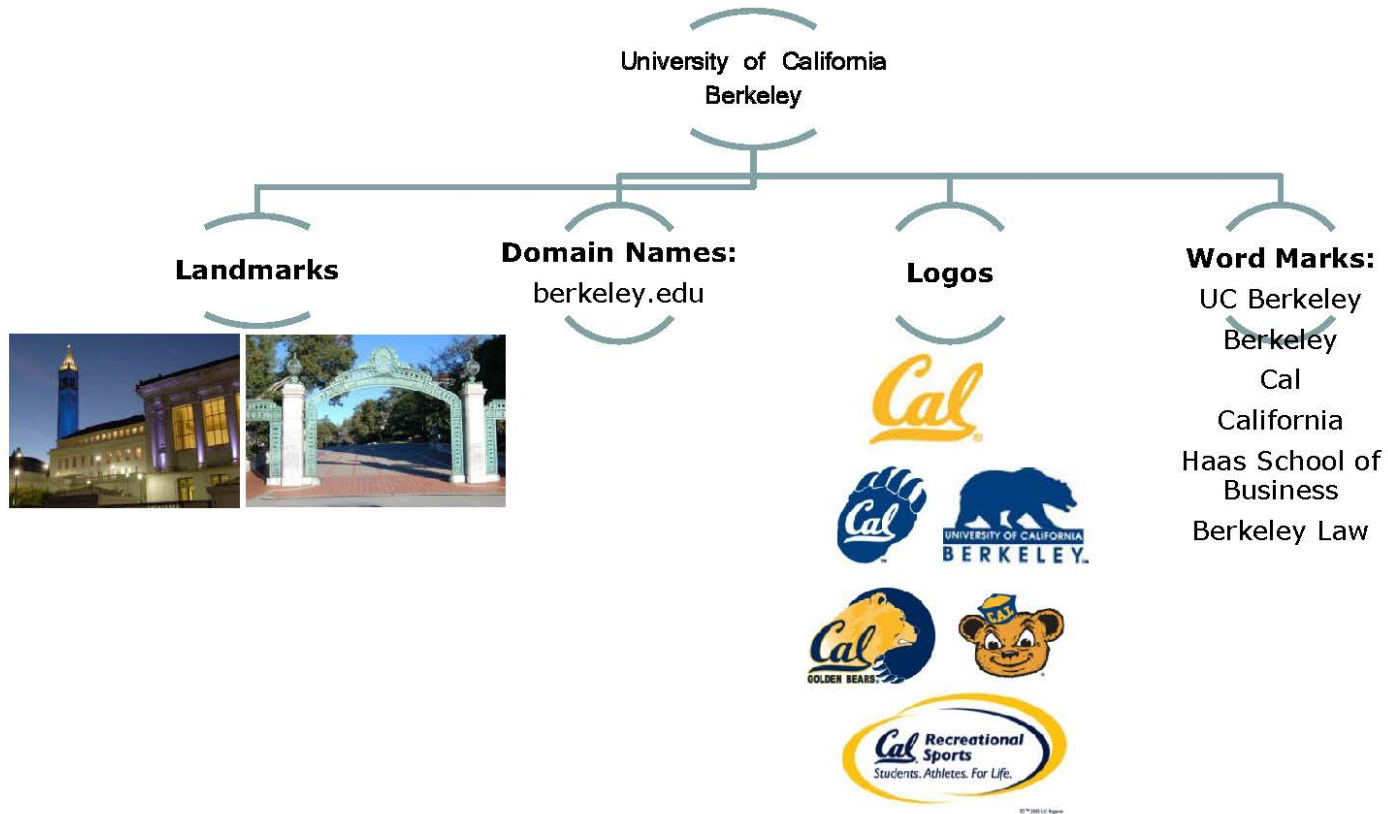 University of California
Berkeley
Landmarks
Domain Names:
berkeley.edu
Logos
Cal
Cal
UNIVERSITY OF CALIFORNIA
BERKELEY™
Cal
GOLDEN BEARS
CAL
Cal Recreational
Sports
Students. Athletes. For Life.
Word Marks:
UC Berkeley
Berkeley
Cal
California
Haas School of
Business
Berkeley Law